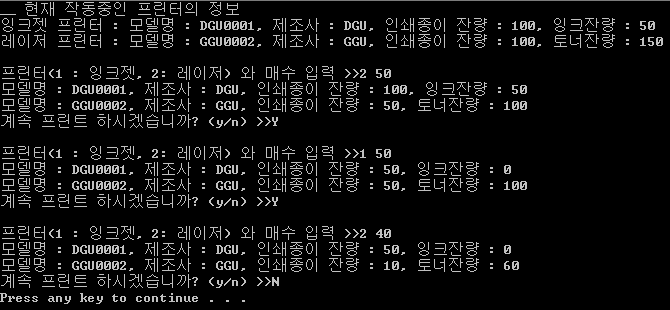 __ 현재 작동중인 프린터의 정보
잉크젯 프린터 : 모델명 : DGU0001, 제조사 : DGU, 인쇄종이 잔량 : 100, 잉크잔량 : 50
레이저 프린터 : 모델명 : GGU0002, 제조사 : GGU, 인쇄종이 잔량 : 100, 토너잔량 : 150
프린터(1 : 잉크젯, 2: 레이저) 와 매수 입력 >>2 50
모델명 : DGU0001, 제조사 : DGU, 인쇄종이 잔량 : 100, 잉크잔량 : 50
모델명 : GGU0002, 제조사 : GGU, 인쇄종이 잔량 : 50, 토너잔량 : 100
계속 프린트 하시겠습니까? (y/n) >>Y
프린터(1 : 잉크젯, 2: 레이저) 와 매수 입력 >>1 50
모델명 : DGU0001, 제조사 : DGU, 인쇄종이 잔량 : 50, 잉크잔량 : 0
모델명 : GGU0002, 제조사 : GGU, 인쇄종이 잔량 : 50, 토너잔량 : 100
계속 프린트 하시겠습니까? (y/n) >>Y
프린터(1 : 잉크젯, 2: 레이저) 와 매수 입력 >>2 40
모델명 : DGU0001, 제조사 : DGU, 인쇄종이 잔량 : 50, 잉크잔량 : 0
모델명 : GGU0002, 제조사 : GGU, 인쇄종이 잔량 : 10, 토너잔량 : 60
계속 프린트 하시겠습니까? (y/n) >>N
Press any key to continue . . .